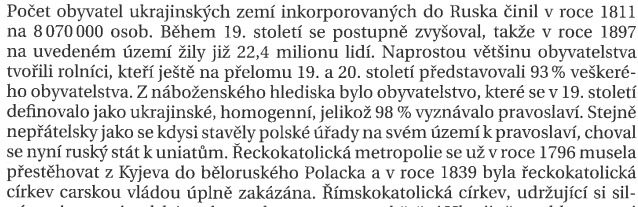 Počet obyvatel ukrajinských zemí inkorporovaných do Ruska činil v roce 1811
na 8 070 000 osob. Během 19. století se postupně zvyšoval, takže v roce 1897
na uvedeném území žily již 22,4 milionu lidí. Naprostou většinu obyvatelstva
tvořili rolníci, kteří ještě na přelomu 19. a 20. století představovali 93 % veškeré-
ho obyvatelstva. Z náboženského hlediska bylo obyvatelstvo, které se v 19. století
definovalo jako ukrajinské, homogenní, jelikož 98 % vyznávalo pravoslaví. Stejně
nepřátelsky jako se kdysi stavěly polské úřady na svém území k pravoslaví, choval
se nyní ruský stát k uniatům. Řeckokatolická metropolie se už v roce 1796 musela
přestěhovat z Kyjeva do běloruského Polacka a v roce 1839 byla řeckokatolická
církev carskou vládou úplně zakázána. Římskokatolická církev, udržující si sil-